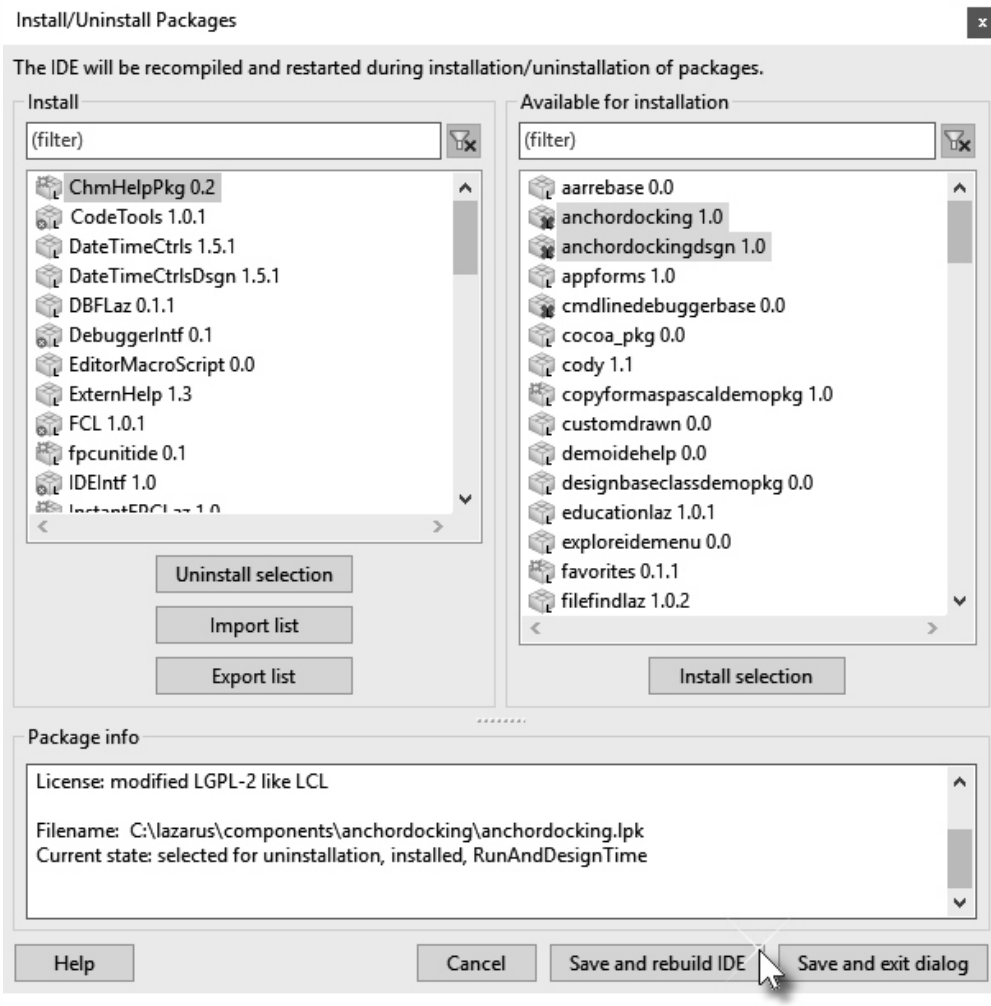 Install/Uninstall Packages
x
The IDE will be recompiled and restarted during installation/uninstallation of packages.
Install
(filter)
ChmHelpPkg 0.2
CodeTools 1.0.1
DateTimeCtrls 1.5.1
DateTimeCtrlsDsgn 1.5.1
DBFLaz 0.1.1
DebuggerIntf 0.1
EditorMacroScript 0.0
ExternHelp 1.3
FCL 1.0.1
fpcunitide 0.1
IDEIntf 1.0
InstantFPCLaz 1.0
Uninstall selection
Import list
Export list
Available for installation
(filter)
aarrebase 0.0
anchordocking 1.0
anchordockingdsgn 1.0
appforms 1.0
cmdlinedebuggerbase 0.0
cocoa_pkg 0.0
cody 1.1
copyformaspascaldemopkg 1.0
customdrawn 0.0
demoidehelp 0.0
designbaseclassdemopkg 0.0
educationlaz 1.0.1
exploreidemenu 0.0
favorites 0.1.1
filefindlaz 1.0.2
Install selection
Package info
License: modified LGPL-2 like LCL
Filename: C:\lazarus\components\anchordocking\anchordocking.lpk
Current state: selected for uninstallation, installed, RunAndDesignTime
Help
Cancel
Save and rebuild IDE
Save and exit dialog